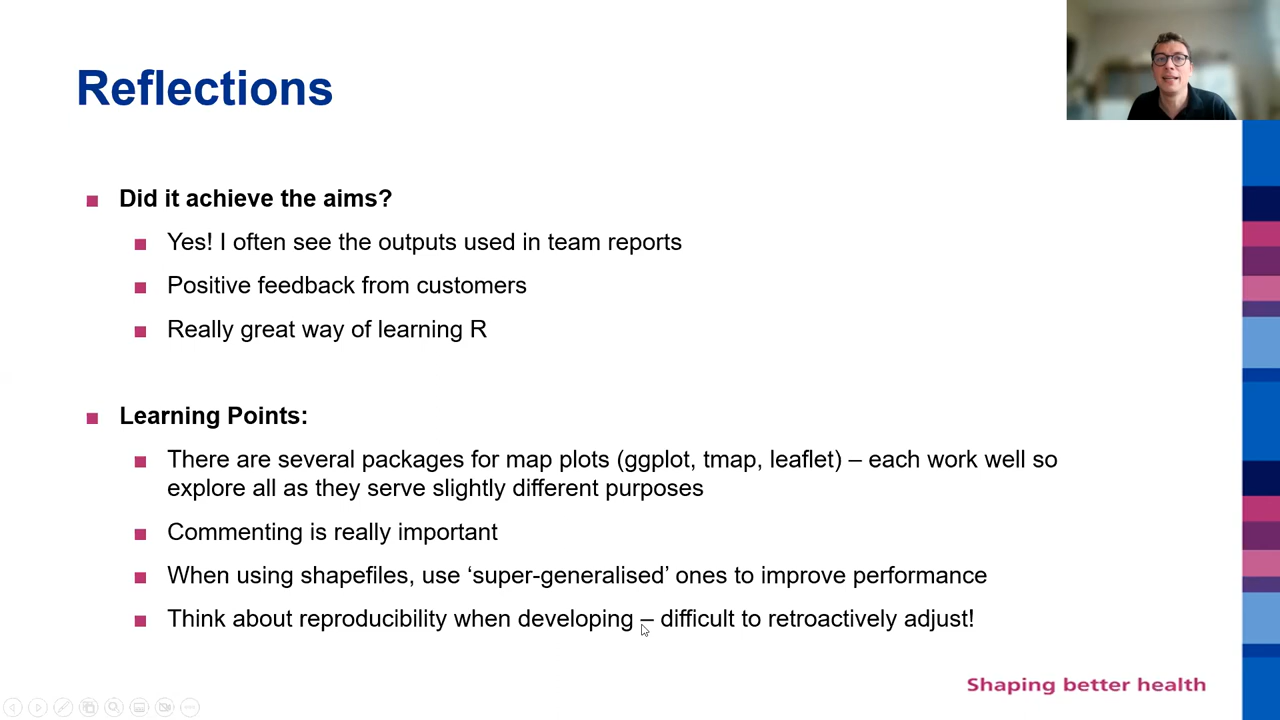 Reflections
Did it achieve the aims?
Yes! I often see the outputs used in team reports
Positive feedback from customers
Really great way of learning R
Learning Points:
There are several packages for map plots (ggplot, tmap, leaflet) – each work well so
explore all as they serve slightly different purposes
Commenting is really important
When using shapefiles, use ‘super-generalised’ ones to improve performance
Think about reproducibility when developing – difficult to retroactively adjust!
Shaping better health